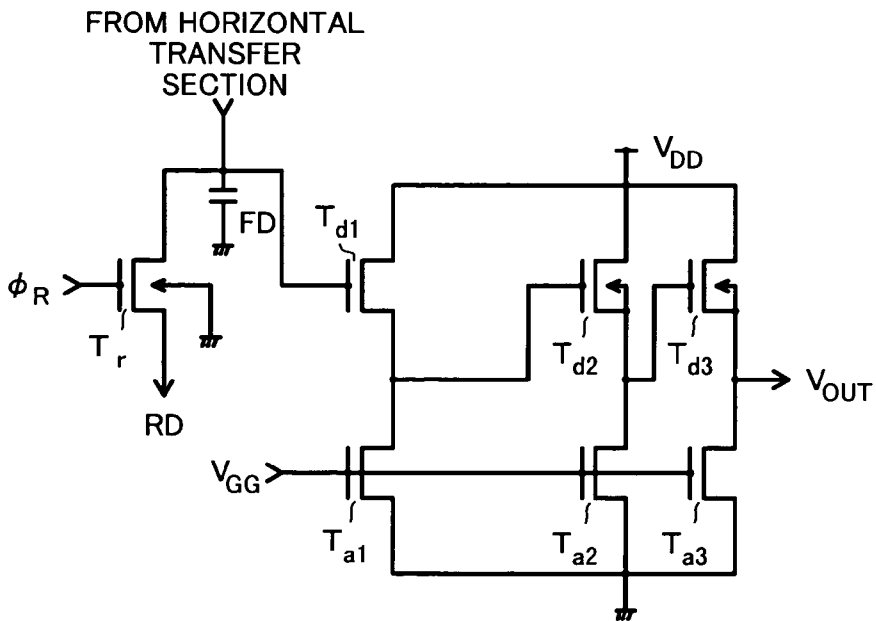 FROM HORIZONTAL
TRANSFER
SECTION
V_DD
FD
T_d1
ϕ_R
T_r
T_d2
T_d3
RD
V_OUT
V_GG
T_a1
T_a2
T_a3